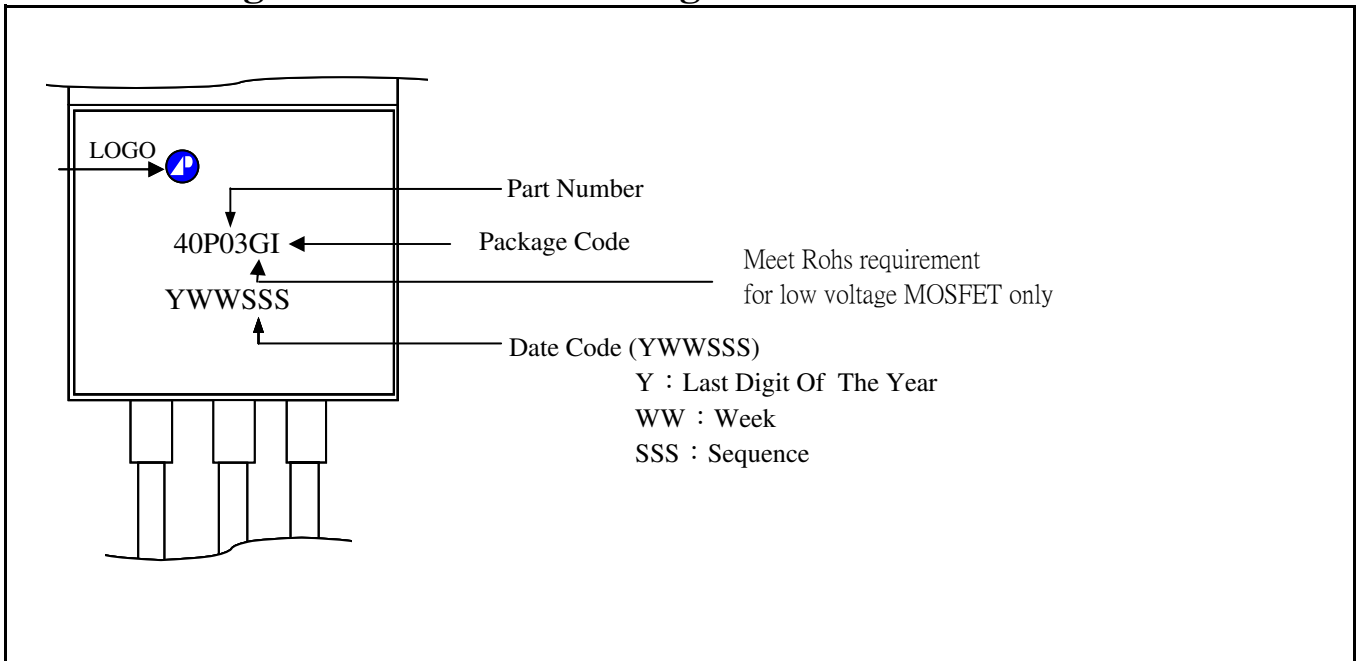 LOGO
Part Number
40P03GI
Package Code
Meet Rohs requirement
for low voltage MOSFET only
YWWSSS
Date Code (YWWSSS)
Y：Last Digit Of The Year
WW：Week
SSS：Sequence